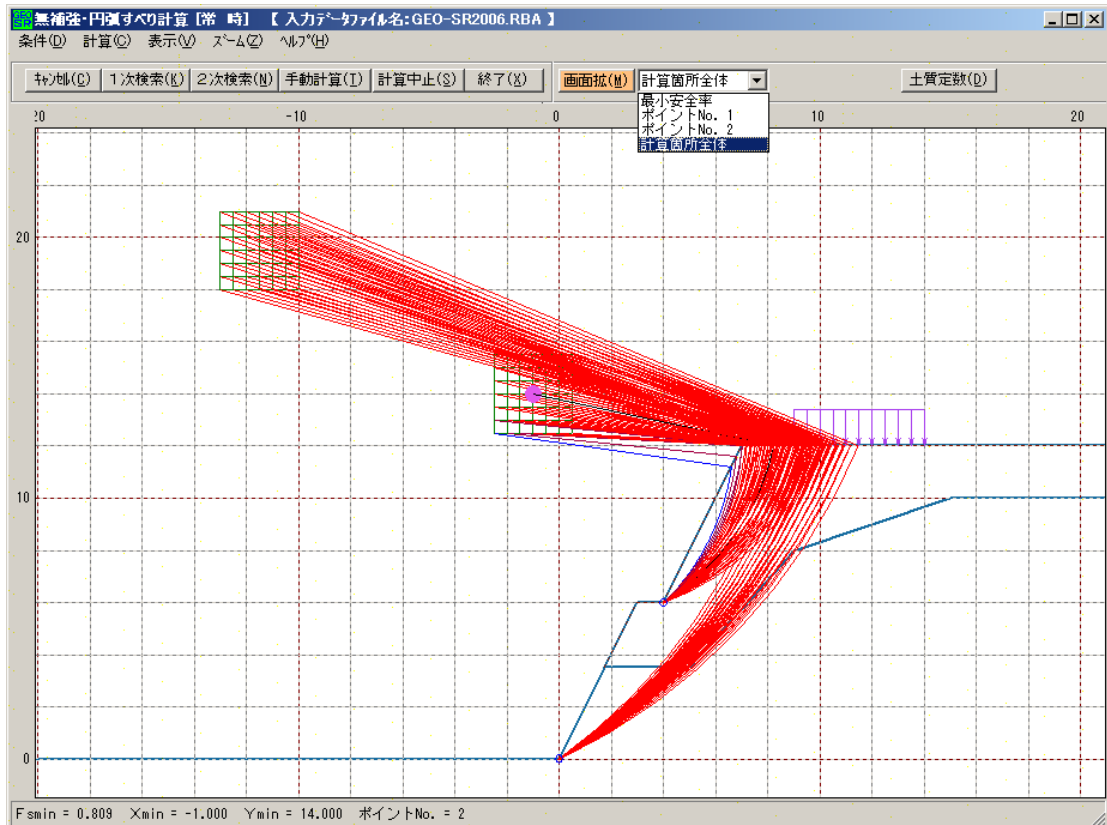 無補強・円弧すべり計算 [常 時] 【 入力ﾃﾞｰﾀﾌｧｲﾙ名:GEO-SR2006.RBA 】
条件(D) 計算(C) 表示(V) ｽﾞｰﾑ(Z) ﾍﾙﾌﾟ(H)
ｷｬﾝｾﾙ(C) 1次検索(K) 2次検索(N) 手動計算(I) 計算中止(S) 終了(X) 画面拡(M) 計算箇所全体 土質定数(D)
最小安全率
ポイントNo. 1
ポイントNo. 2
計算箇所全体
-10 0 10 20
20
10
0
Fsmin = 0.809 Xmin = -1.000 Ymin = 14.000 ポイントNo. = 2